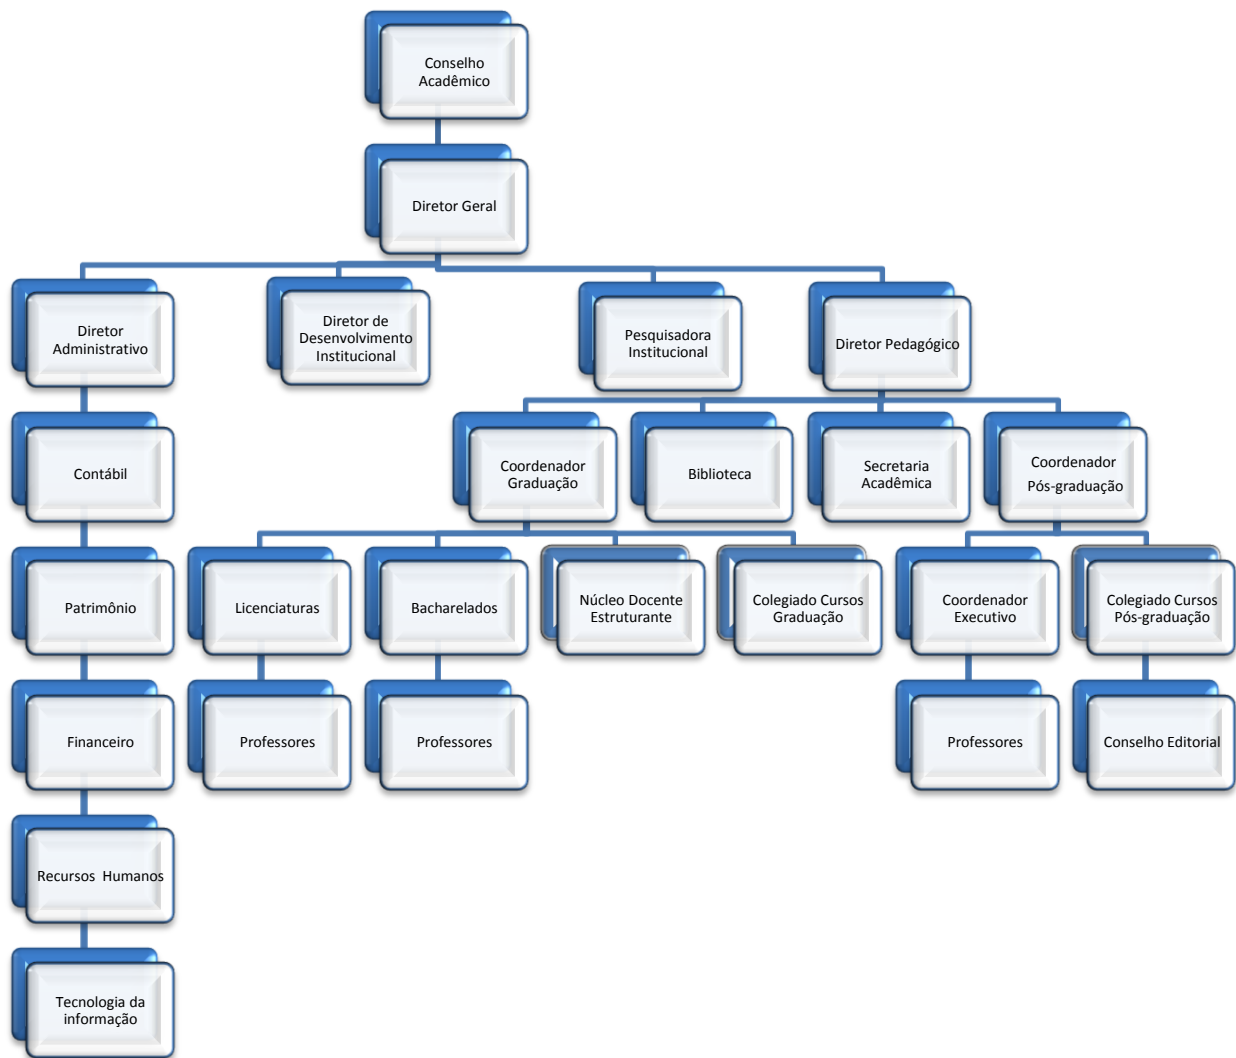 Conselho
Acadêmico
Diretor Geral
Diretor
Administrativo
Diretor de
Desenvolvimento
Institucional
Pesquisadora
Institucional
Diretor Pedagógico
Contábil
Coordenador
Graduação
Biblioteca
Secretaria
Acadêmica
Coordenador
Pós-graduação
Patrimônio
Licenciaturas
Bacharelados
Núcleo Docente
Estruturante
Colegiado Cursos
Graduação
Coordenador
Executivo
Colegiado Cursos
Pós-graduação
Financeiro
Professores
Professores
Professores
Conselho Editorial
Recursos Humanos
Tecnologia da
informação